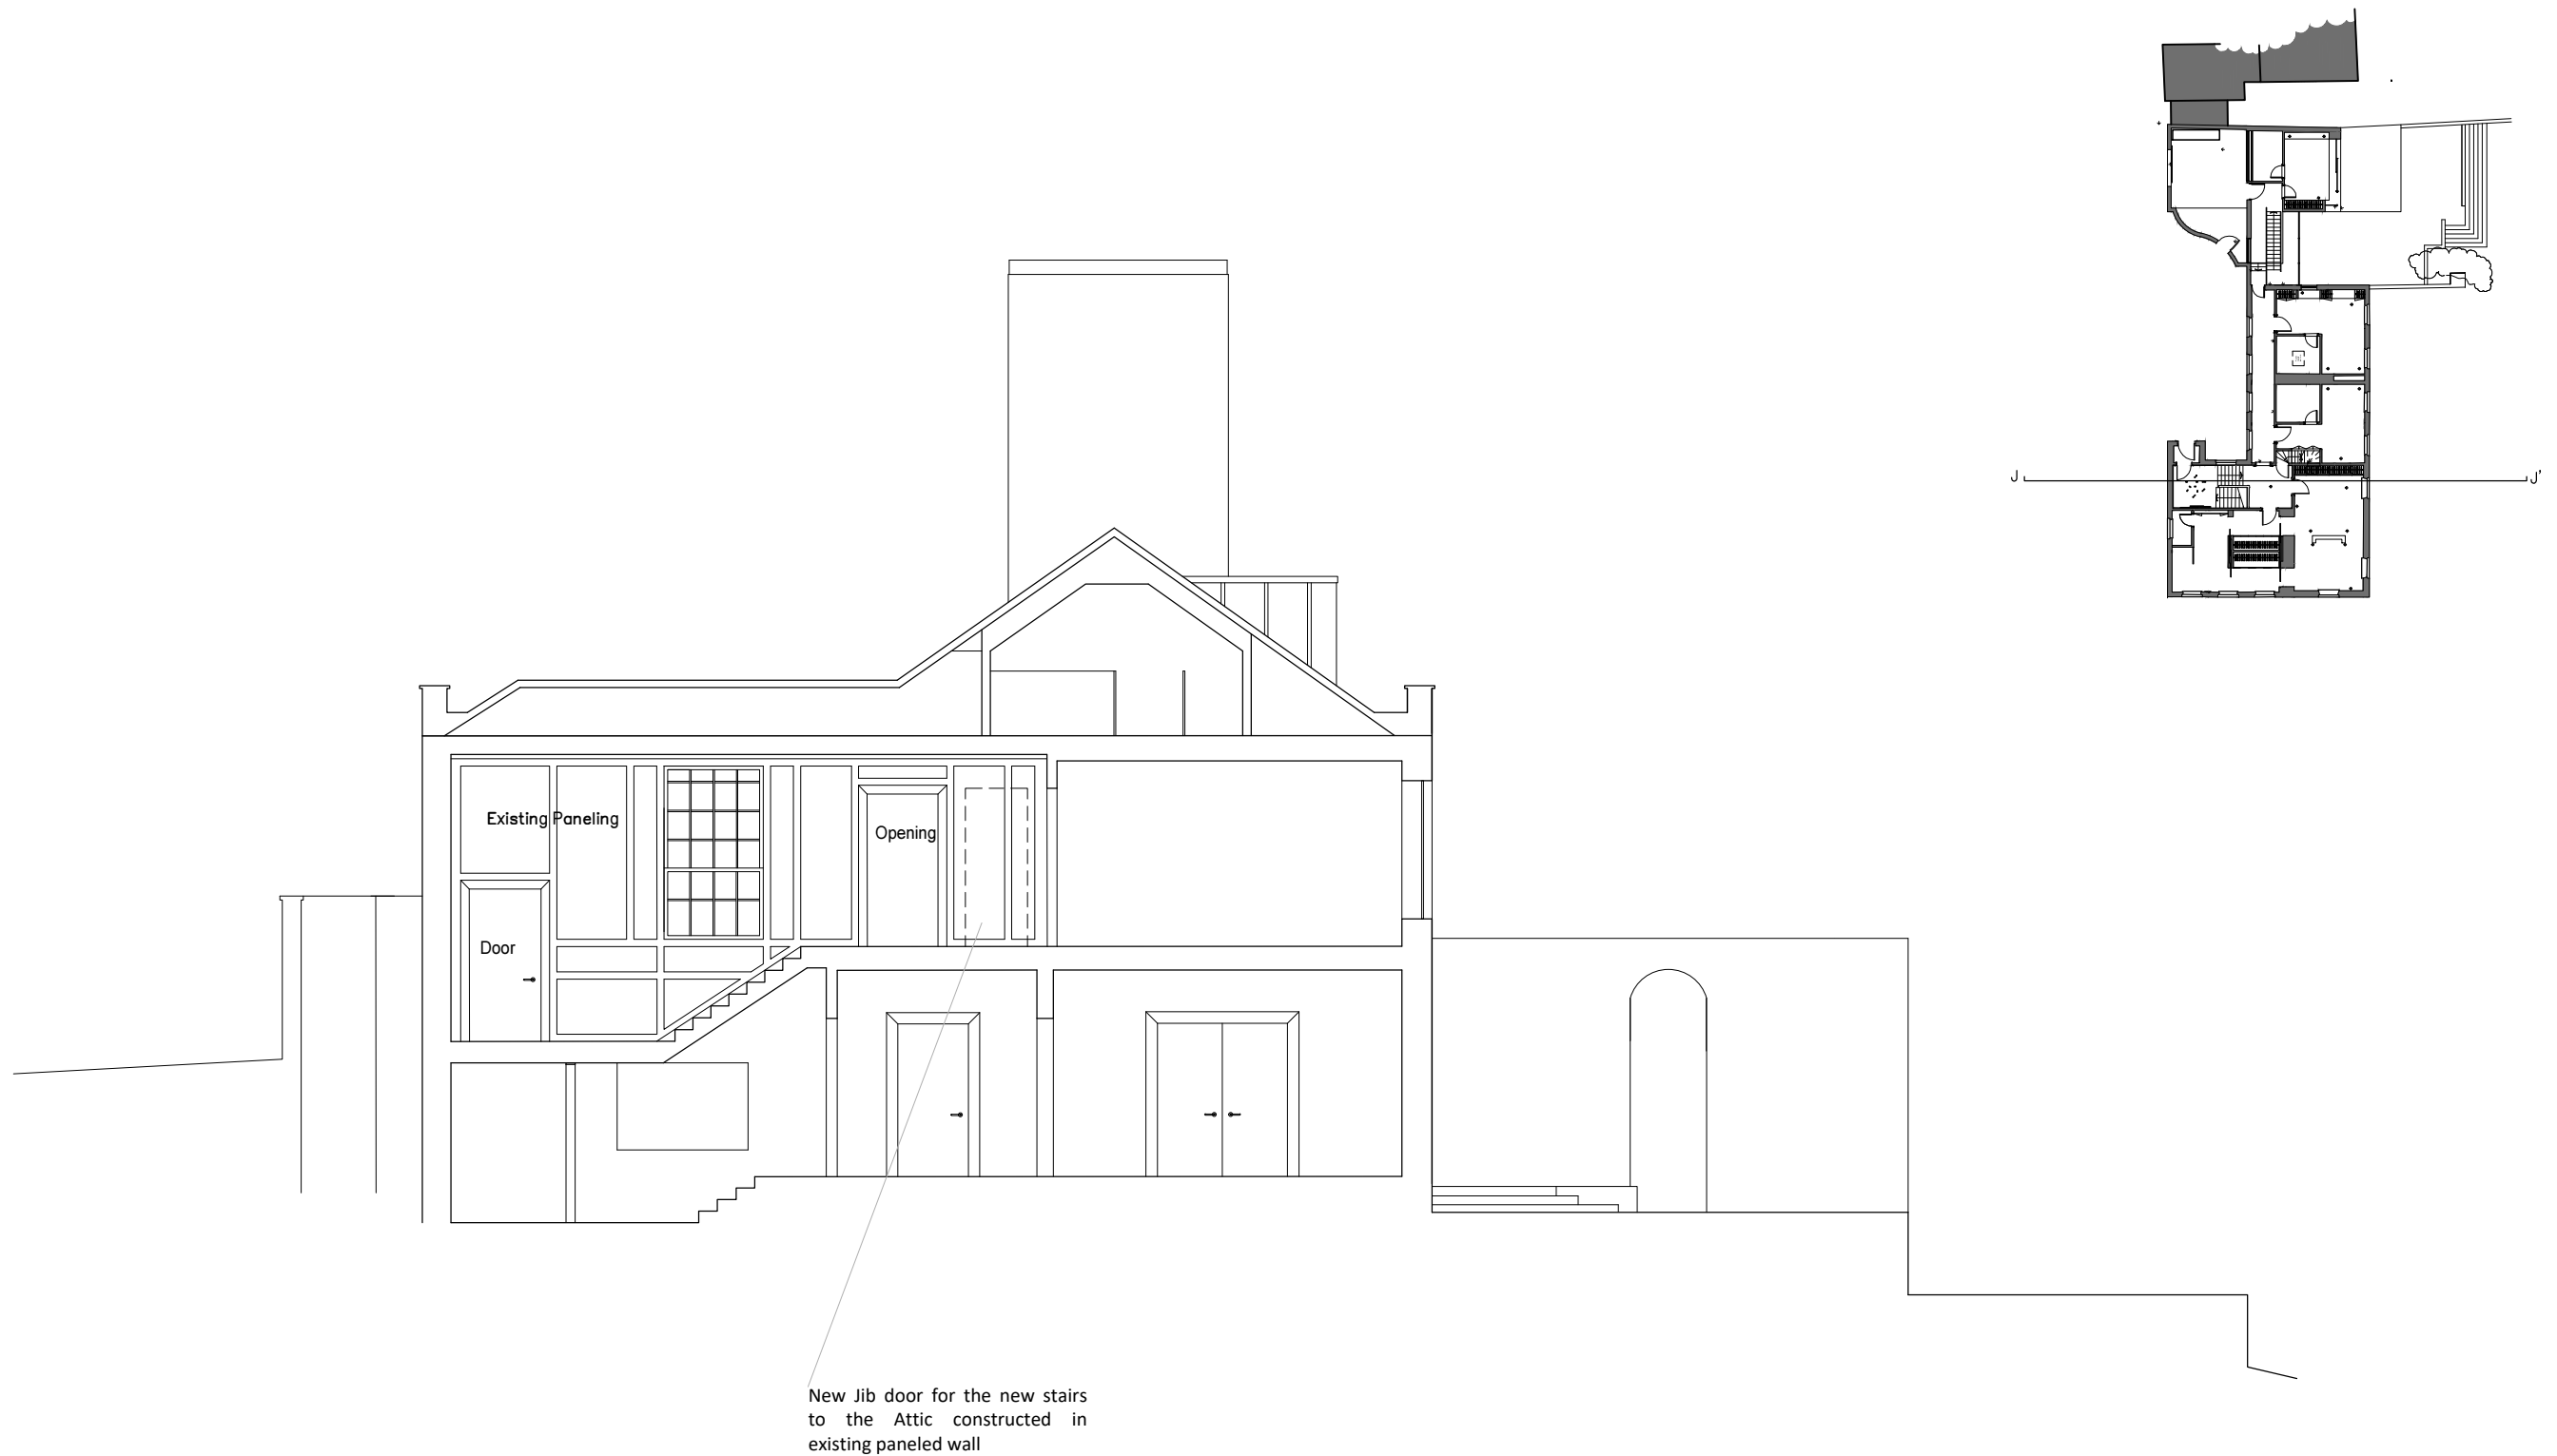 J
J'
Existing Paneling
Opening
Door
New Jib door for the new stairs
to the Attic constructed in
existing paneled wall